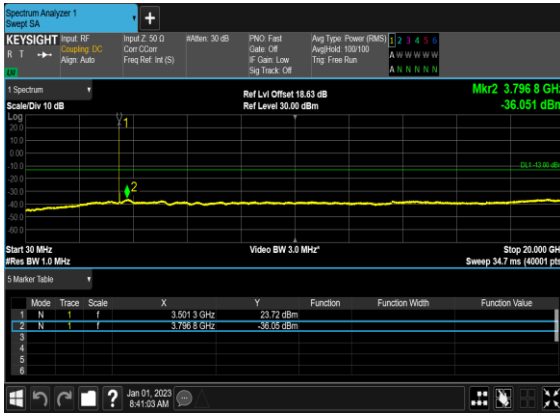 Spectrum Analyzer 1
Swept SA
+
KEYSIGHT Input: RF Input Z: 50 Ω #Atten: 30 dB PNO: Fast Avg Type: Power (RMS) 1 2 3 4 5 6
R T Coupling: DC Corr CCorr Gate: Off Avg|Hold: 100/100 A W W W W W
Align: Auto Freq Ref: Int (S) IF Gain: Low Trig: Free Run
Sig Track: Off A N N N N N
1 Spectrum
Scale/Div 10 dB
Ref Lvl Offset 18.63 dB
Ref Level 30.00 dBm
Mkr2 3.796 8 GHz
-36.051 dBm
Log
20.0
10.0
0.00
-10.0
-20.0
-30.0
-40.0
-50.0
-60.0
1
2
DL1 -13.00 dBm
Start 30 MHz Video BW 3.0 MHz* Stop 20.000 GHz
#Res BW 1.0 MHz Sweep 34.7 ms (40001 pts)
5 Marker Table
Mode Trace Scale X Y Function Function Width Function Value
1 N 1 f 3.501 3 GHz 23.72 dBm
2 N 1 f 3.796 8 GHz -36.05 dBm
3
4
5
6
?
Jan 01, 2023
8:41:03 AM